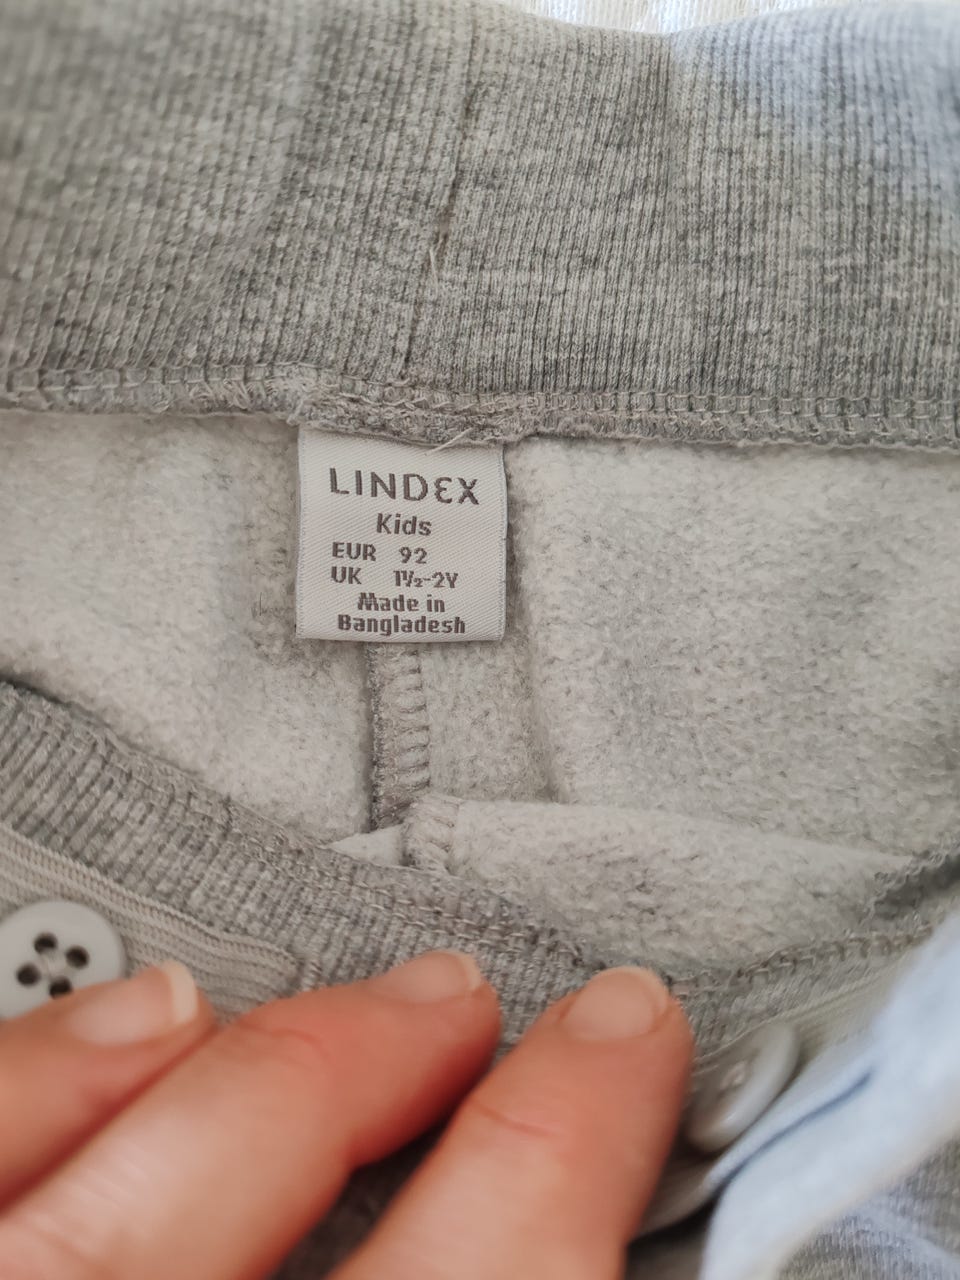 LINDEX
Kids
EUR 92
UK 1½-2Y
Made in
Bangladesh